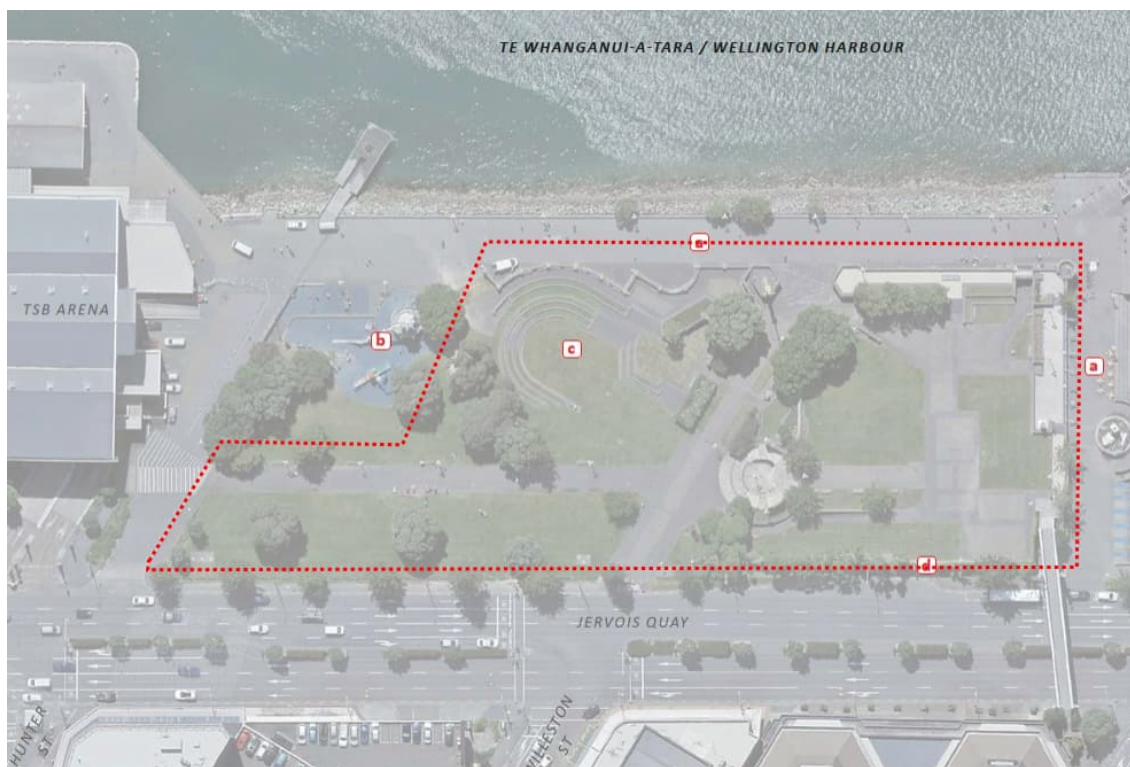 TE WHANGANUI-A-TARA / WELLINGTON HARBOUR
a
TSB ARENA
b
c
a
d
JERVOIS QUAY
HUNTER
ST
WILLESTON
ST